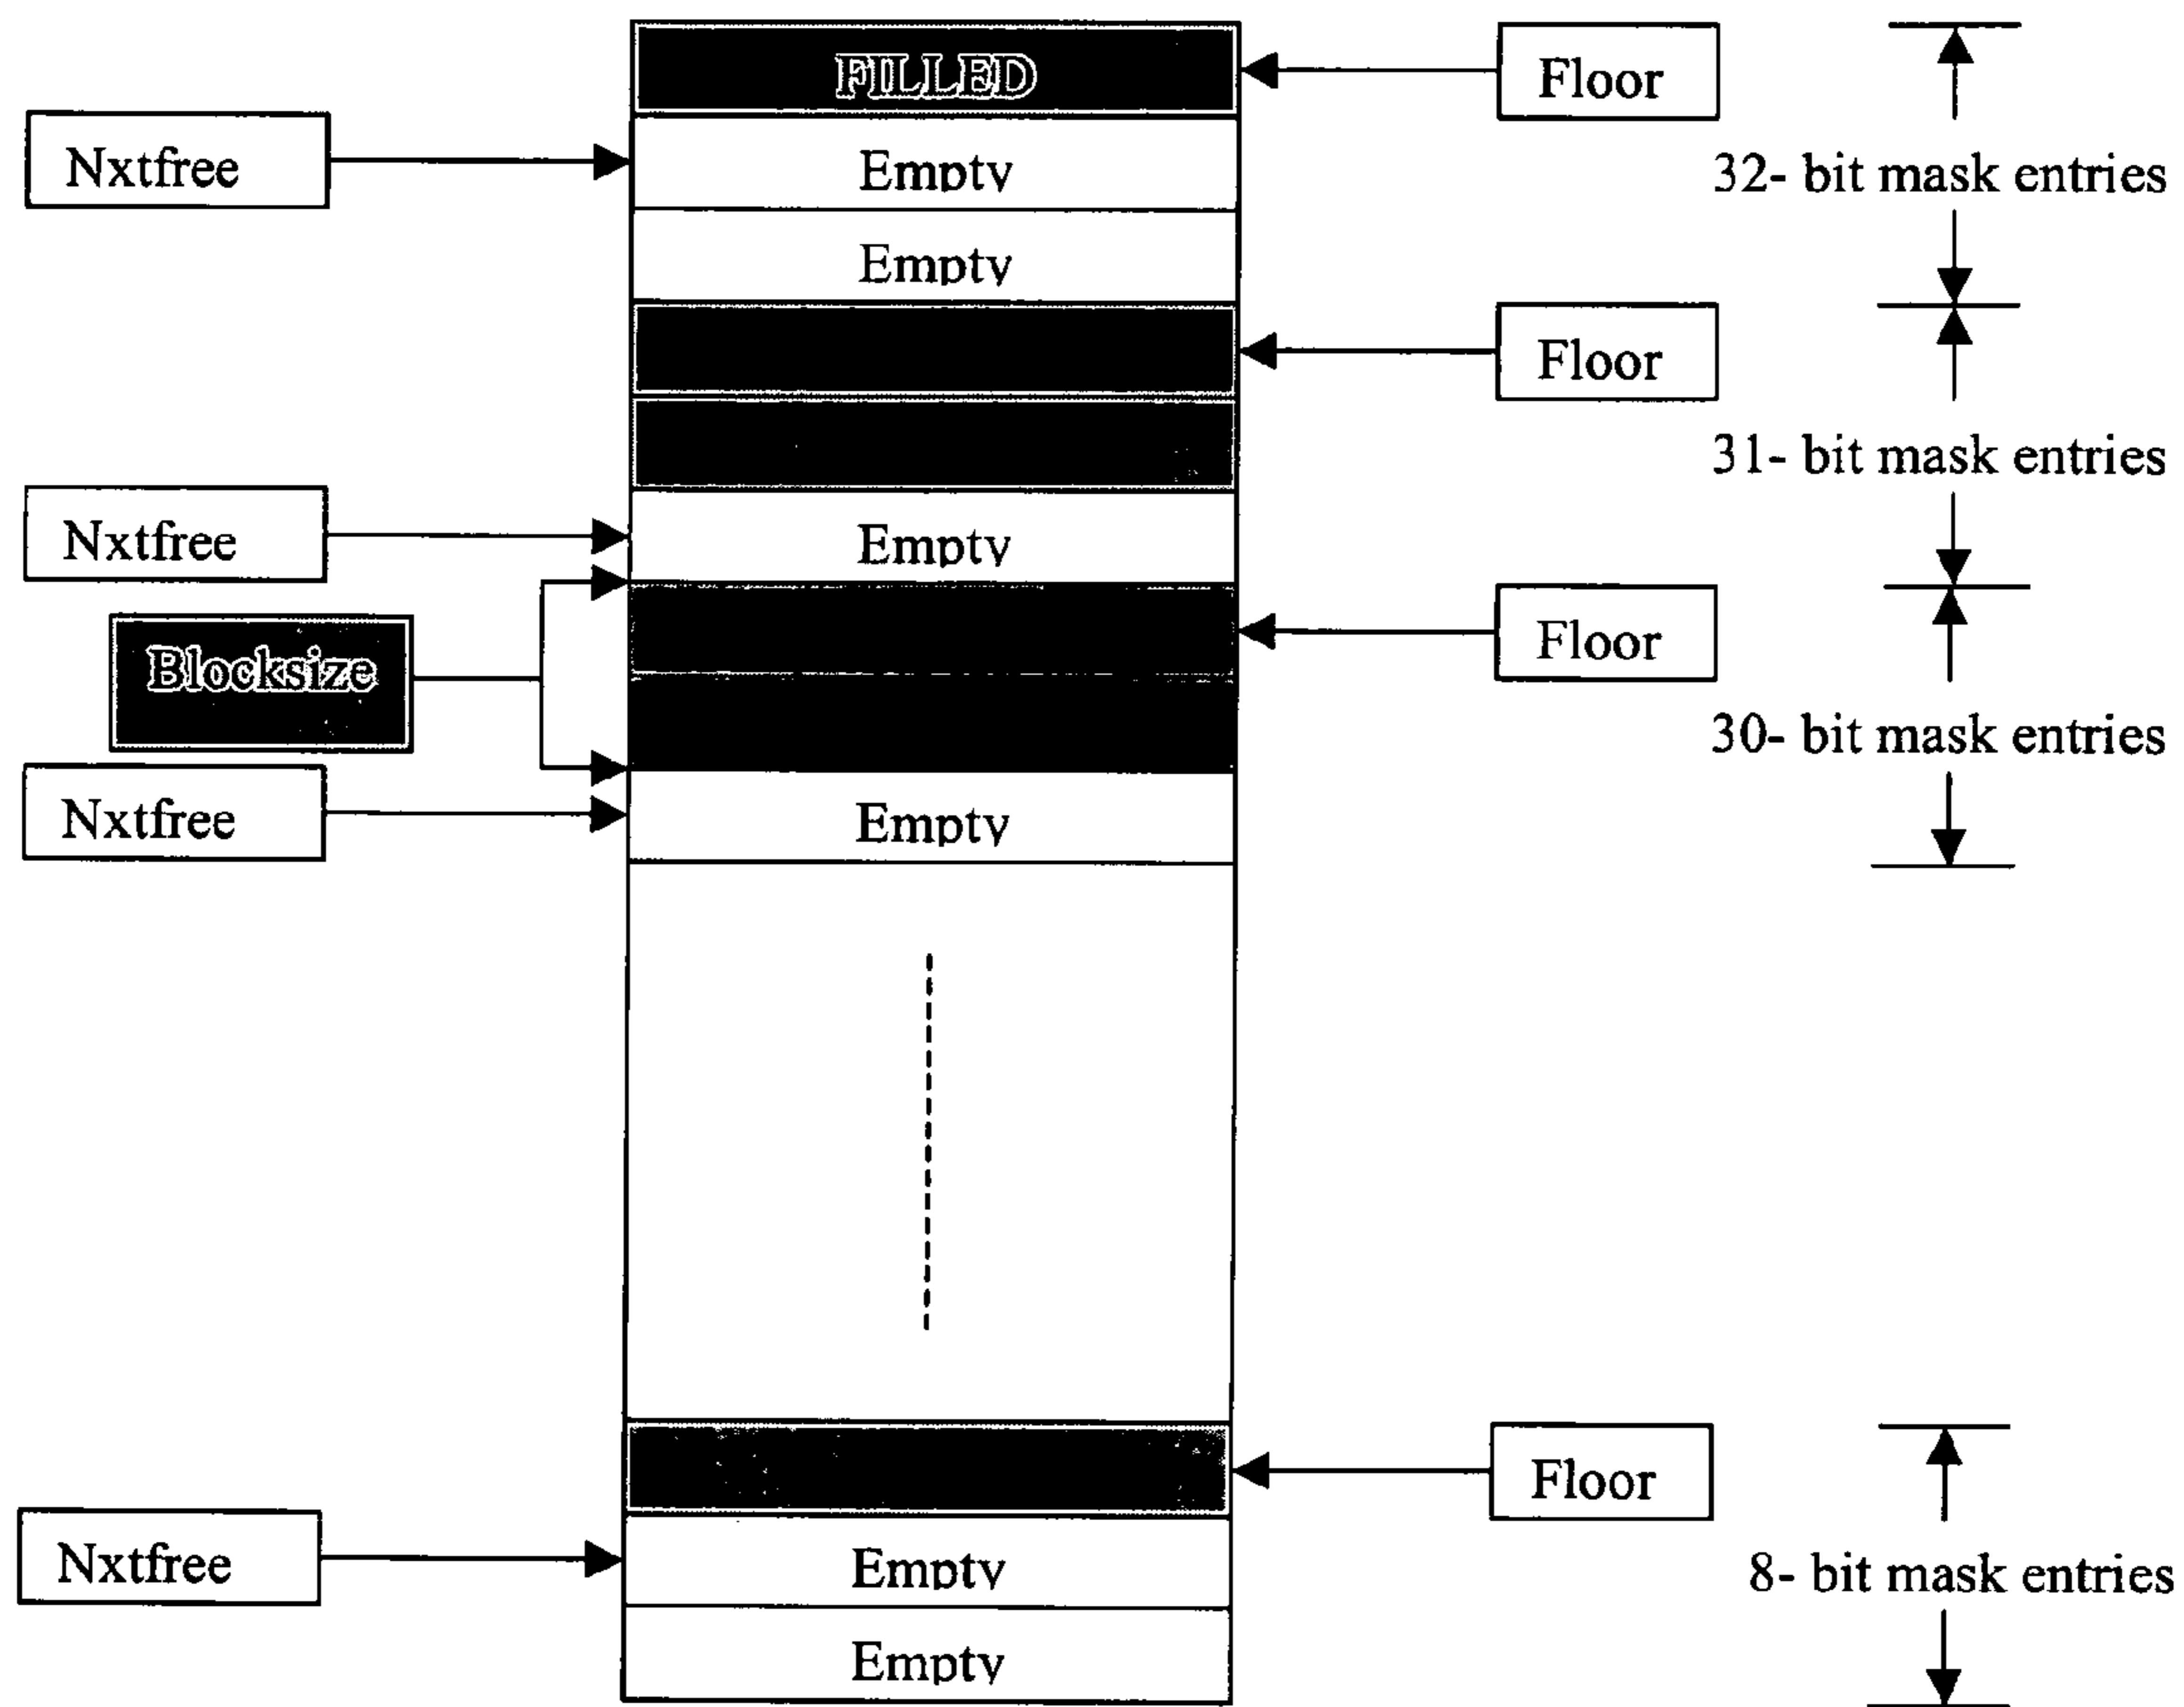 FILLED
Floor
Nxtfree
Empty
32- bit mask entries
Empty
Floor
31- bit mask entries
Nxtfree
Empty
Floor
Blocksize
30- bit mask entries
Nxtfree
Empty
Floor
Nxtfree
Empty
8- bit mask entries
Empty